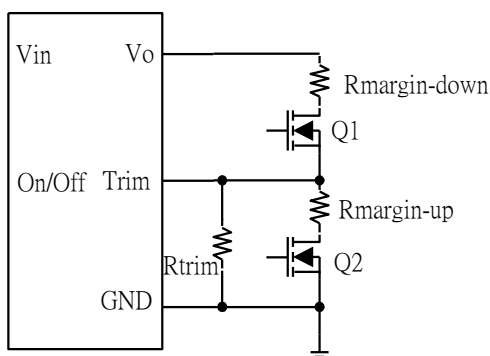 Vin
Vo
Rmargin-down
Q1
On/Off
Trim
Rmargin-up
Rtrim
Q2
GND